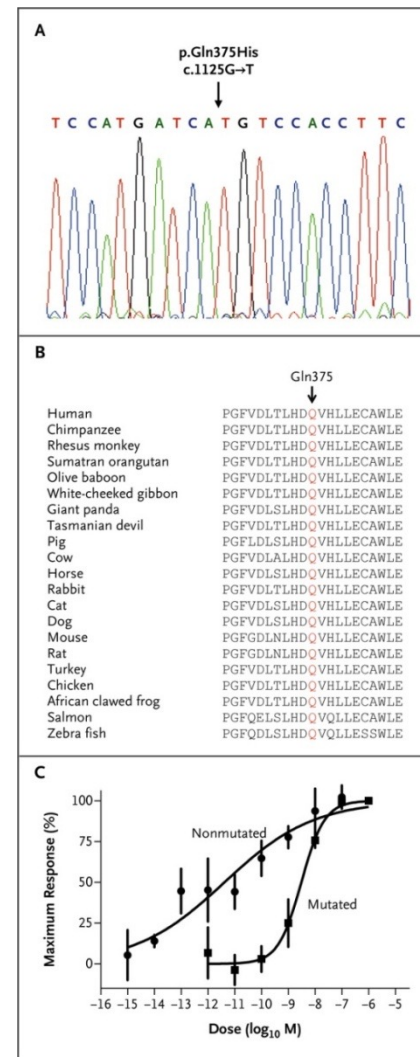 A
p.Gln375His
c.1125G→T
T C C A T G A T C A T G T C C A C C T T C
B
Gln375
Human PGFVDLTLHDQVHLLECAWLE
Chimpanzee PGFVDLTLHDQVHLLECAWLE
Rhesus monkey PGFVDLTLHDQVHLLECAWLE
Sumatran orangutan PGFVDLTLHDQVHLLECAWLE
Olive baboon PGFVDLTLHDQVHLLECAWLE
White-cheeked gibbon PGFVDLTLHDQVHLLECAWLE
Giant panda PGFVDLSLHDQVHLLECAWLE
Tasmanian devil PGFVDLTLHDQVHLLECAWLE
Pig PGFLDLSLHDQVHLLECAWLE
Cow PGFVDLALHDQVHLLECAWLE
Horse PGFVDLSLHDQVHLLECAWLE
Rabbit PGFVDLTLHDQVHLLECAWLE
Cat PGFVDLSLHDQVHLLECAWLE
Dog PGFVDLSLHDQVHLLECAWLE
Mouse PGFGDLNLHDQVHLLECAWLE
Rat PGFGDLNLHDQVHLLECAWLE
Turkey PGFVDLTLHDQVHLLECAWLE
Chicken PGFVDLTLHDQVHLLECAWLE
African clawed frog PGFVDLTLHDQVHLLECAWLE
Salmon PGFQELSLHDQVQLLECAWLE
Zebra fish PGFQDLSLHDQVQLLESSWLE
C
Maximum Response (%)
100
75
50
25
0
Nonmutated
Mutated
−16 −15 −14 −13 −12 −11 −10 −9 −8 −7 −6 −5
Dose (log₁₀ M)